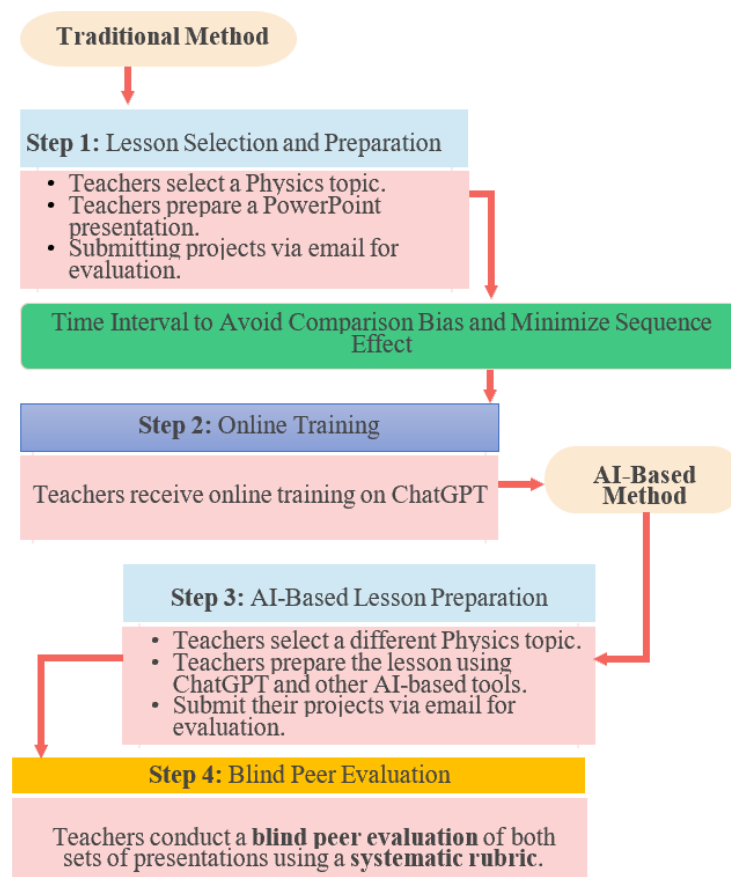 Traditional Method
Step 1: Lesson Selection and Preparation
• Teachers select a Physics topic.
• Teachers prepare a PowerPoint
presentation.
• Submitting projects via email for
evaluation.
Time Interval to Avoid Comparison Bias and Minimize Sequence
Effect
Step 2: Online Training
Teachers receive online training on ChatGPT
AI-Based
Method
Step 3: AI-Based Lesson Preparation
• Teachers select a different Physics topic.
• Teachers prepare the lesson using
ChatGPT and other AI-based tools.
• Submit their projects via email for
evaluation.
Step 4: Blind Peer Evaluation
Teachers conduct a blind peer evaluation of both
sets of presentations using a systematic rubric.